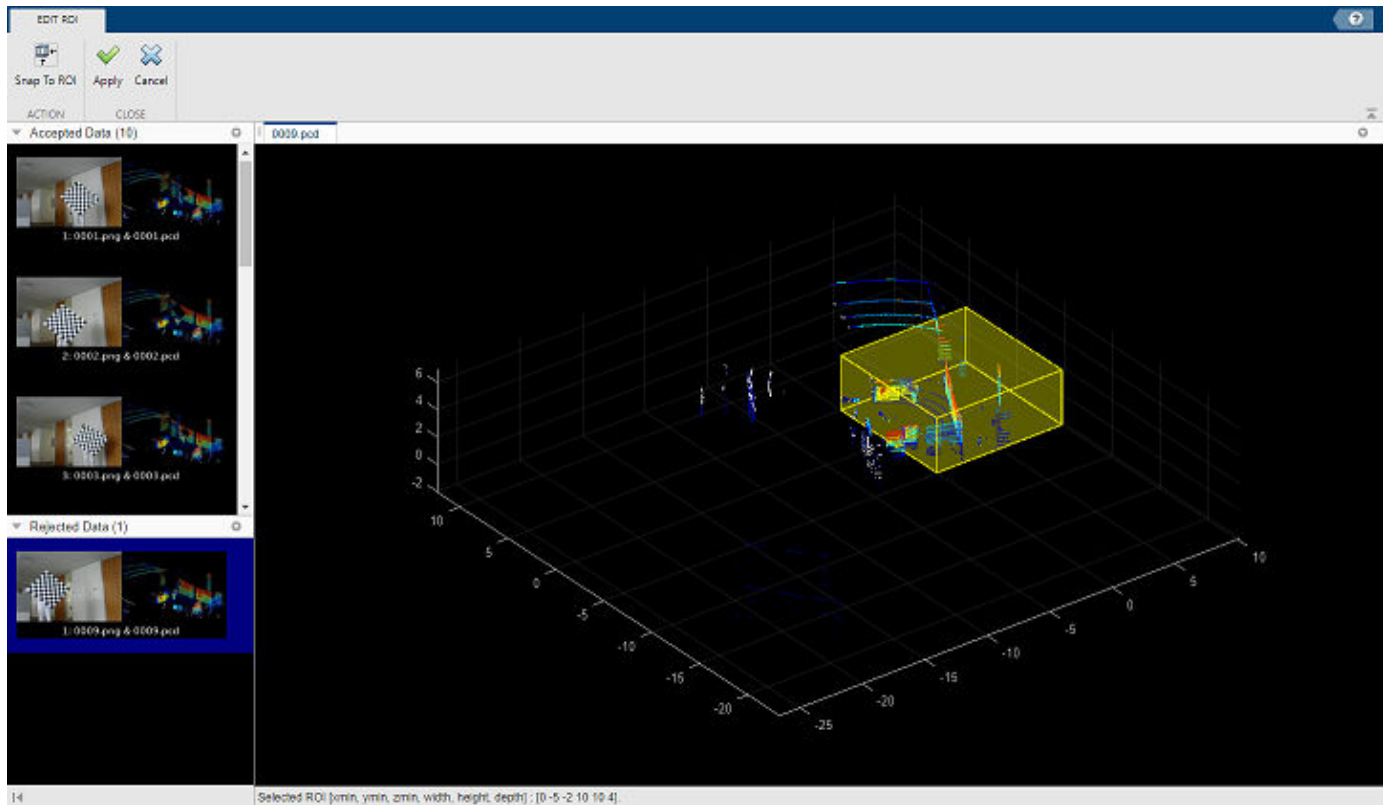 EDIT ROI
?
Snap To ROI
Apply
Cancel
ACTION
CLOSE
Accepted Data (10)
0009.pcd
1: 0001.png & 0001.pcd
2: 0002.png & 0002.pcd
3: 0003.png & 0003.pcd
Rejected Data (1)
1: 0009.png & 0009.pcd
6
4
2
0
-2
10
5
0
-5
-10
-15
-20
-25
-20
-15
-10
-5
0
5
10
Selected ROI [xmin, ymin, zmin, width, height, depth] : [0 -5 -2 10 10 4].